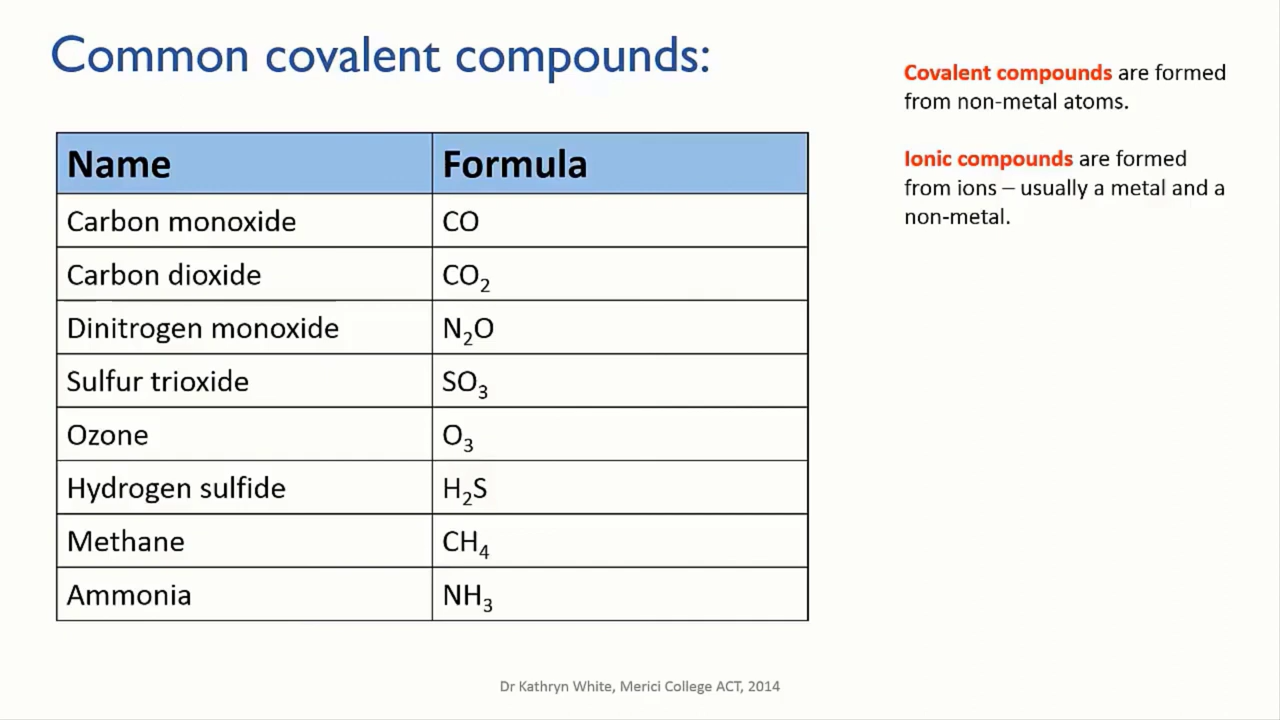 Common covalent compounds:
Covalent compounds are formed
from non-metal atoms.
Ionic compounds are formed
from ions – usually a metal and a
non-metal.
Name Formula
Carbon monoxide CO
Carbon dioxide CO₂
Dinitrogen monoxide N₂O
Sulfur trioxide SO₃
Ozone O₃
Hydrogen sulfide H₂S
Methane CH₄
Ammonia NH₃
Dr Kathryn White, Merici College ACT, 2014